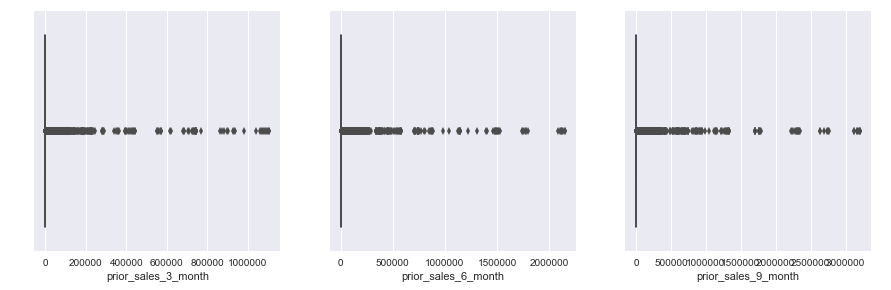 0 200000 400000 600000 800000 1000000
prior_sales_3_month
0 500000 1000000 1500000 2000000
prior_sales_6_month
0 500000 1000000 1500000 2000000 2500000 3000000
prior_sales_9_month